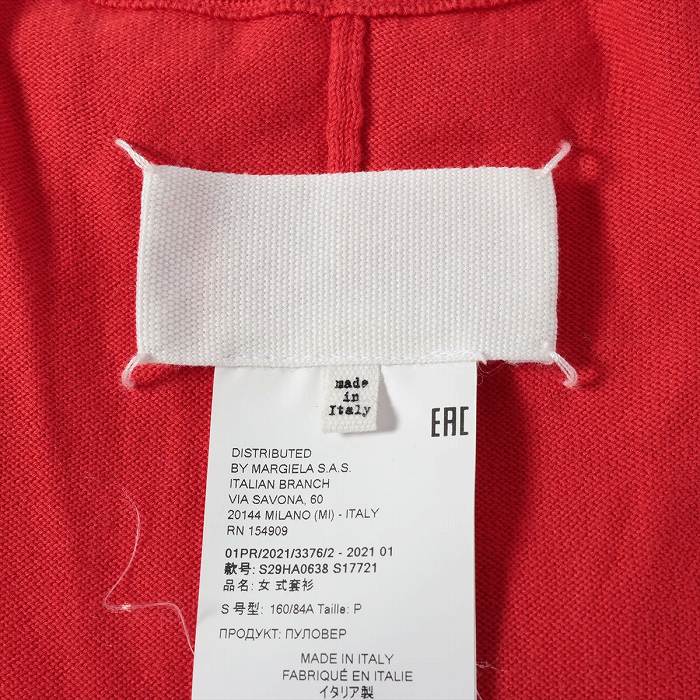 made
in
Italy
EAC
DISTRIBUTED
BY MARGIELA S.A.S.
ITALIAN BRANCH
VIA SAVONA, 60
20144 MILANO (MI) - ITALY
RN 154909
01PR/2021/3376/2 - 2021 01
款号: S29HA0638 S17721
品名: 女 式套衫
S 号型: 160/84A Taille: P
ПРОДУКТ: ПУЛОВЕР
MADE IN ITALY
FABRIQUÉ EN ITALIE
イタリア製